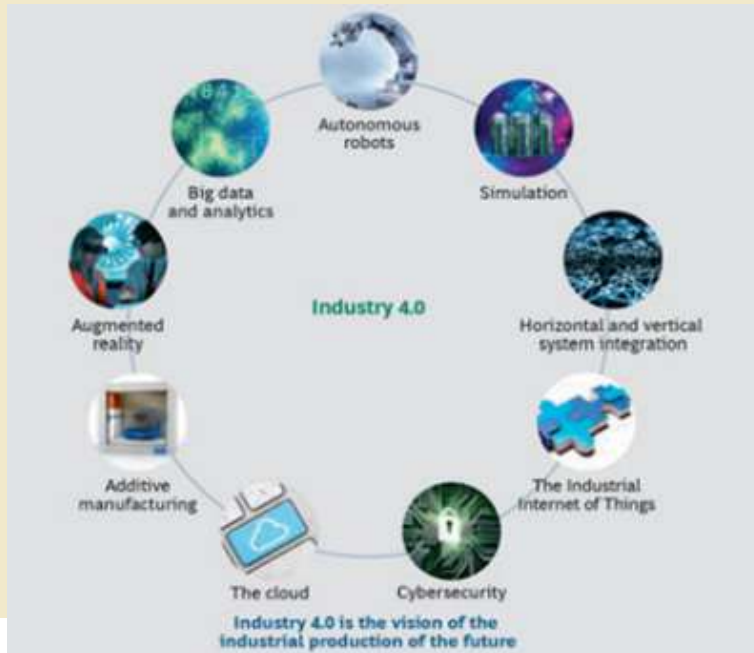 Autonomous
robots
Simulation
Horizontal and vertical
system integration
The Industrial
Internet of Things
Cybersecurity
The cloud
Additive
manufacturing
Augmented
reality
Big data
and analytics
Industry 4.0
Industry 4.0 is the vision of the
industrial production of the future